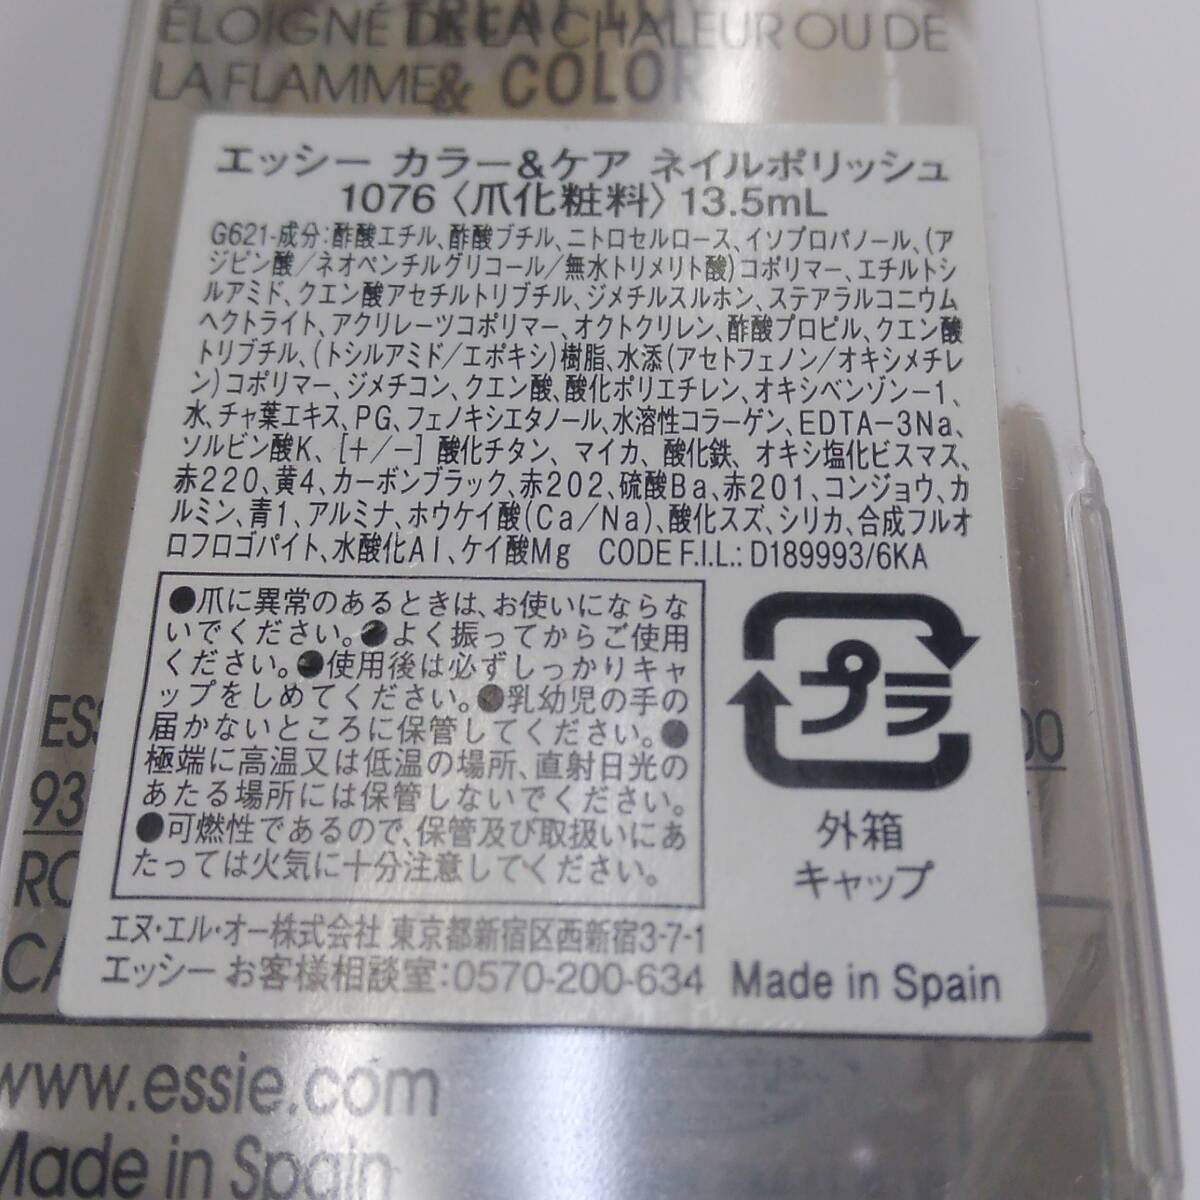 TREAT LOVE
ÉLOIGNÉ DE LA CHALEUR OU DE
LA FLAMME & COLOR
エッシー カラー&ケア ネイルポリッシュ
1076〈爪化粧料〉13.5mL
G621-成分:酢酸エチル、酢酸ブチル、ニトロセルロース、イソプロパノール、(ア
ジピン酸/ネオペンチルグリコール/無水トリメリト酸)コポリマー、エチルトシ
ルアミド、クエン酸アセチルトリブチル、ジメチルスルホン、ステアラルコニウム
ヘクトライト、アクリレーツコポリマー、オクトクリレン、酢酸プロピル、クエン酸
トリブチル、(トシルアミド/エポキシ)樹脂、水添(アセトフェノン/オキシメチレ
ン)コポリマー、ジメチコン、クエン酸、酸化ポリエチレン、オキシベンゾン-1、
水、チャ葉エキス、PG、フェノキシエタノール、水溶性コラーゲン、EDTA-3Na、
ソルビン酸K、[+/-]酸化チタン、マイカ、酸化鉄、オキシ塩化ビスマス、
赤220、黄4、カーボンブラック、赤202、硫酸Ba、赤201、コンジョウ、カ
ルミン、青1、アルミナ、ホウケイ酸(Ca/Na)、酸化スズ、シリカ、合成フルオ
ロフロゴパイト、水酸化Al、ケイ酸Mg CODE F.I.L.: D189993/6KA
●爪に異常のあるときは、お使いにならな
いでください。●よく振ってからご使用
ください。●使用後は必ずしっかりキャ
ップをしめてください。●乳幼児の手の
届かないところに保管してください。●
極端に高温又は低温の場所、直射日光の
あたる場所には保管しないでください。
●可燃性であるので、保管及び取扱いにあ
たっては火気に十分注意してください。
プラ
外箱
キャップ
エヌ・エル・オー株式会社 東京都新宿区西新宿3-7-1
エッシー お客様相談室:0570-200-634 Made in Spain
ESS
00
93
RO
CA
www.essie.com
Made in Spain